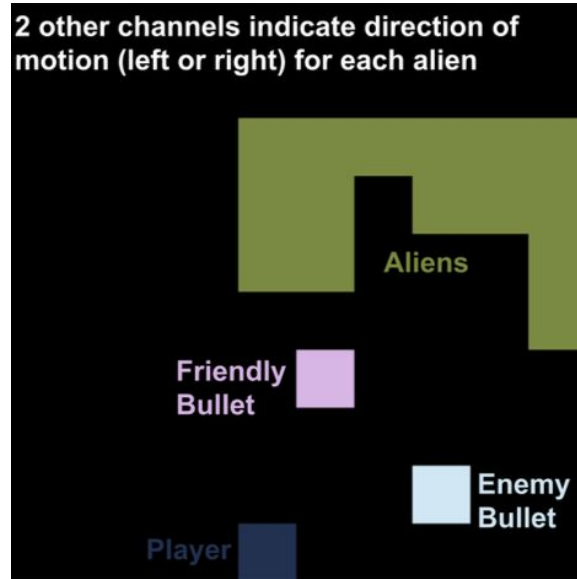 2 other channels indicate direction of
motion (left or right) for each alien
Aliens
Friendly
Bullet
Enemy
Bullet
Player